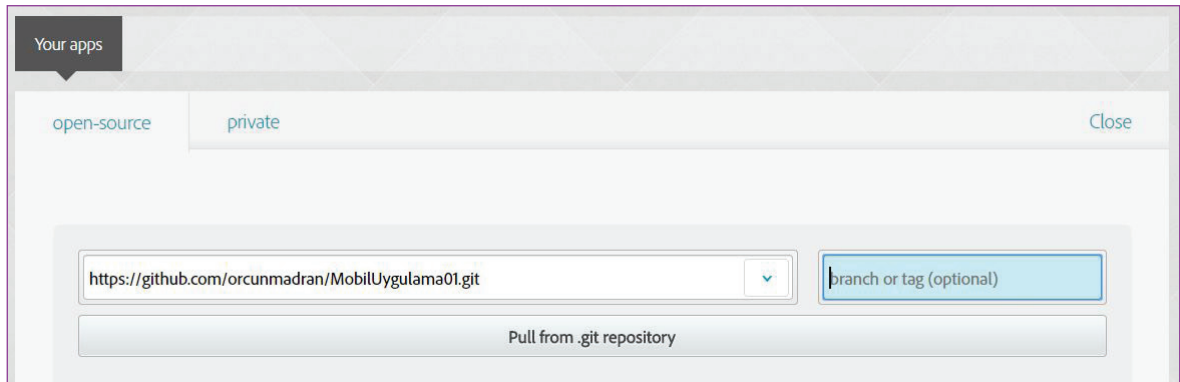 Your apps
open-source private Close
https://github.com/orcunmadran/MobilUygulama01.git branch or tag (optional)
Pull from .git repository